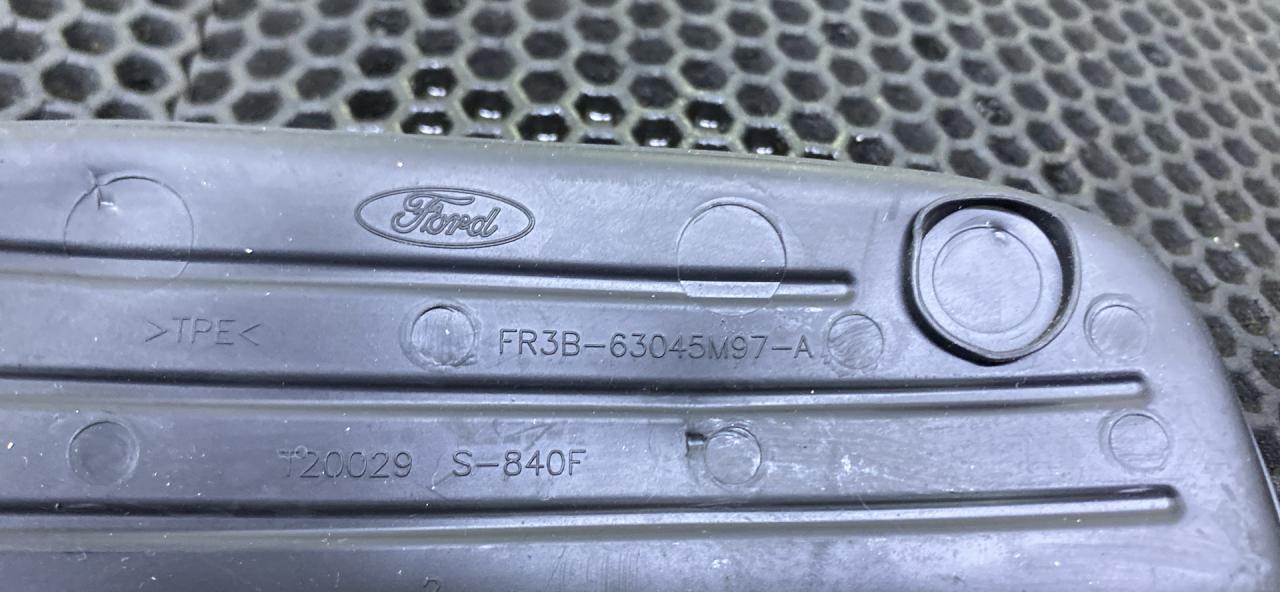 Ford
>TPE<
FR3B-63045M97-A
T20029 S-840F